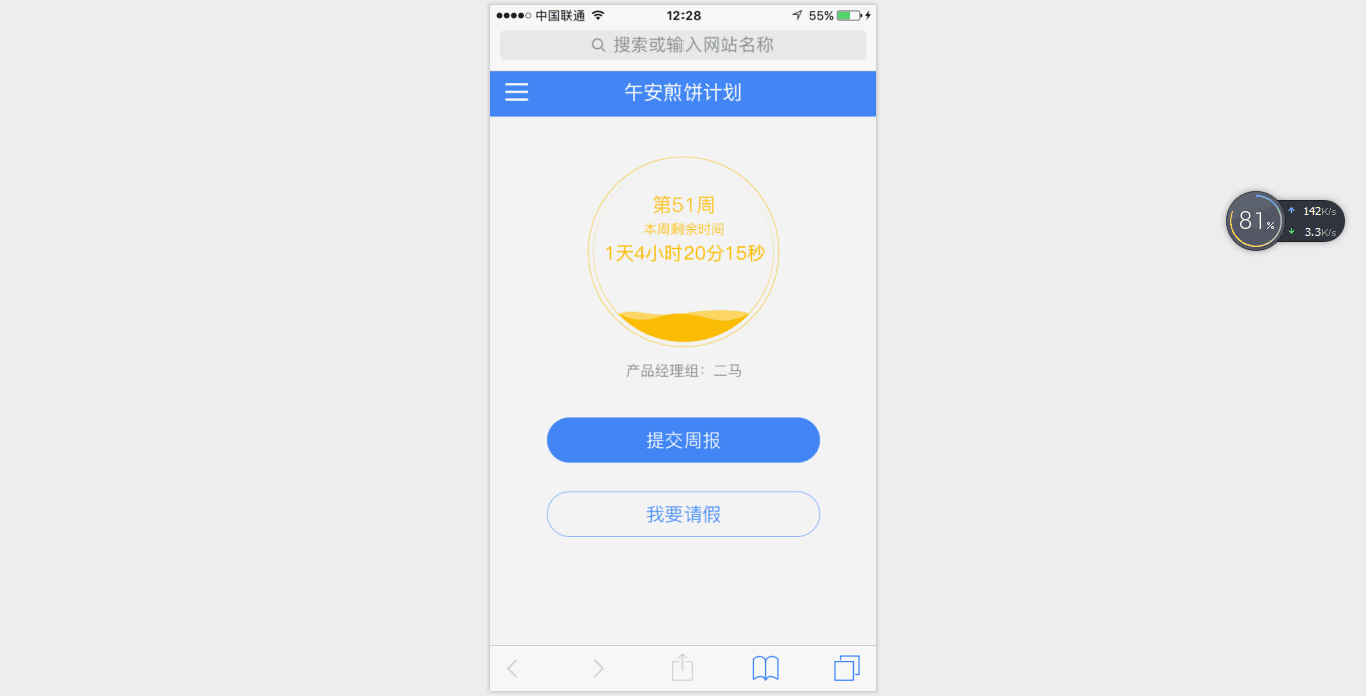 中国联通
12:28
55%
搜索或输入网站名称
午安煎饼计划
第51周
本周剩余时间
1天4小时20分15秒
产品经理组：二马
提交周报
我要请假
81%
142K/s
3.3K/s